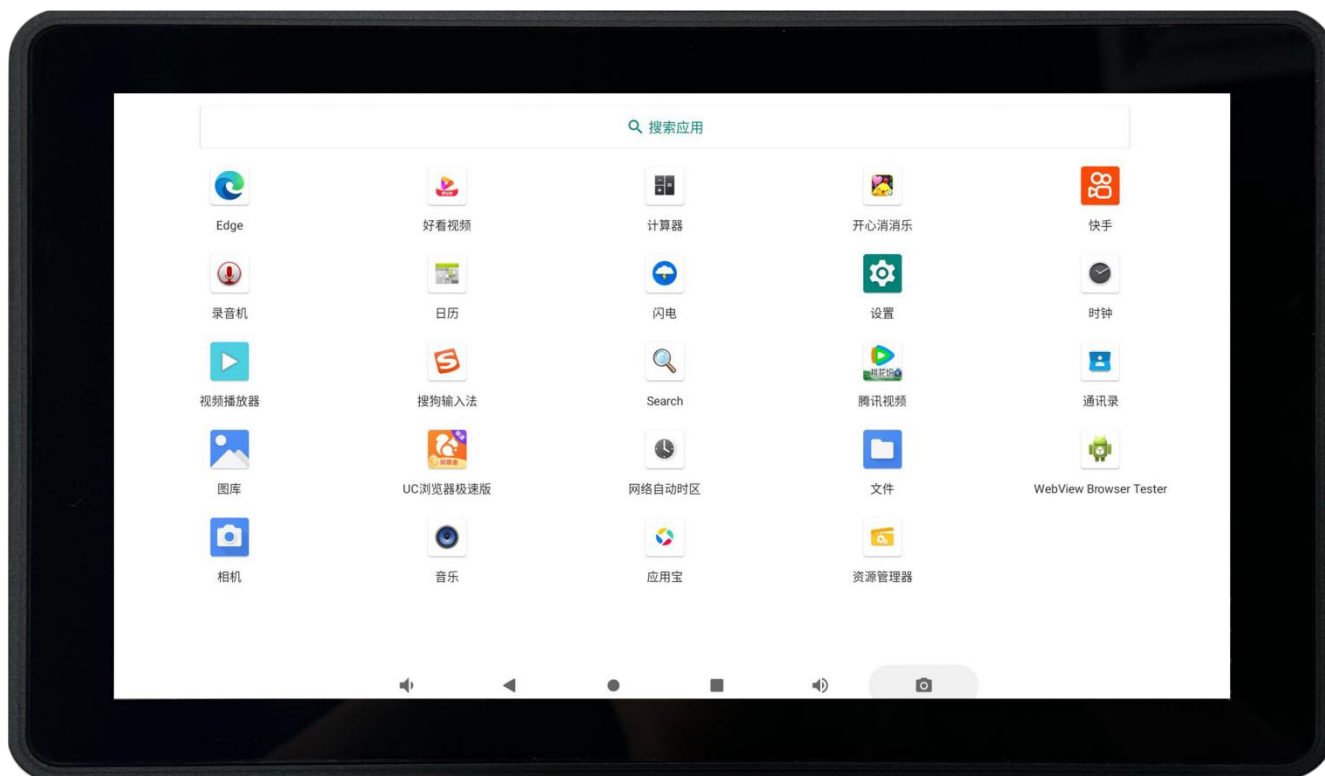 搜索应用
Edge
好看视频
计算器
开心消消乐
快手
录音机
日历
闪电
设置
时钟
视频播放器
搜狗输入法
Search
腾讯视频
通讯录
图库
UC浏览器极速版
网络自动时区
文件
WebView Browser Tester
相机
音乐
应用宝
资源管理器